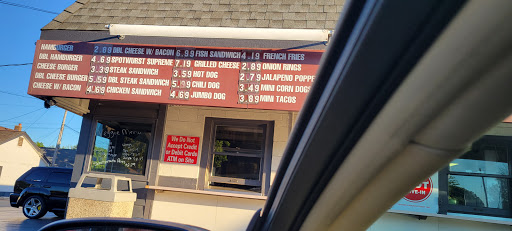 HAMBURGER 2.09 DBL CHEESE W/ BACON 6.99 FISH SANDWICH 4.19 FRENCH FRIES
DBL HAMBURGER 4.69 SPOTWURST SUPREME 7.19 GRILLED CHEESE 2.89 ONION RINGS
CHEESE BURGER 3.39 STEAK SANDWICH 3.59 HOT DOG 2.79 JALAPENO POPPE
DBL CHEESE BURGER 5.59 DBL STEAK SANDWICH 5.99 CHILI DOG 3.49 MINI CORN DOGS
CHEESE W/ BACON 4.69 CHICKEN SANDWICH 4.69 JUMBO DOG 3.89 MINI TACOS
We Do Not
Accept Credit
or Debit Cards
ATM on Site